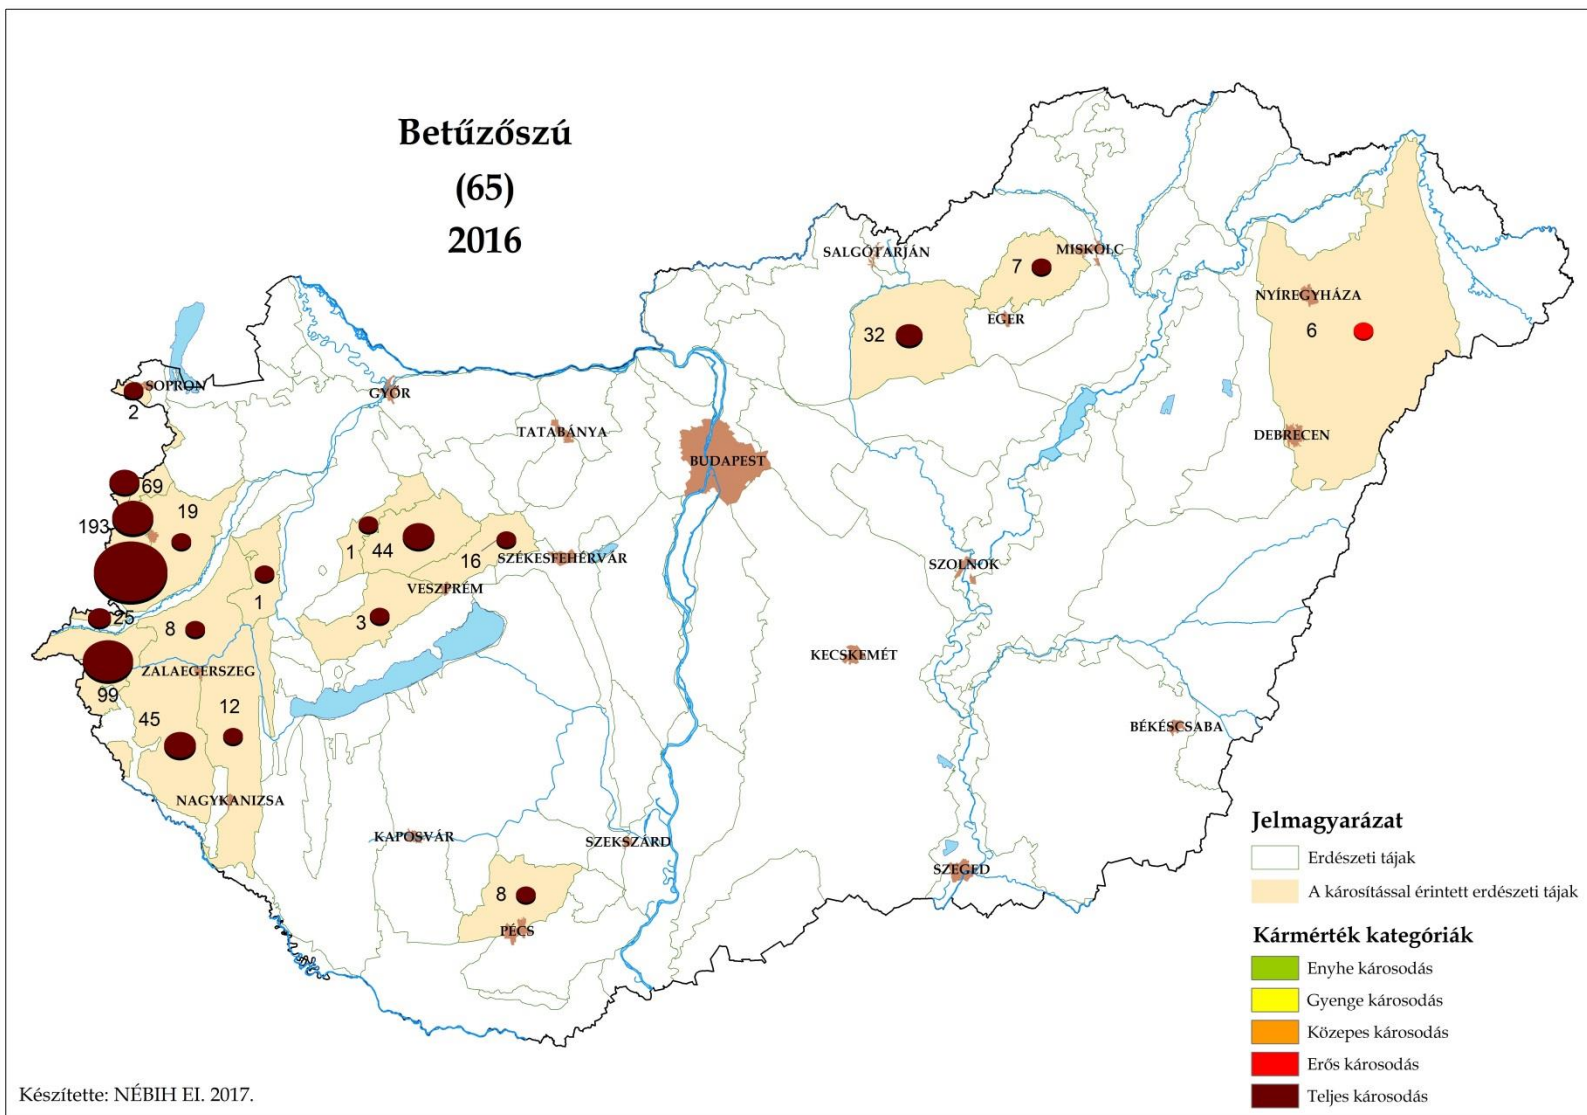 Betűzőszú
(65)
2016
SALGÓTARJÁN
MISKOLC
7
NYÍREGYHÁZA
EGER
32
6
SOPRON
2
GYŐR
TATABÁNYA
DEBRECEN
BUDAPEST
69
193
19
1
44
16
SZÉKESFEHÉRVÁR
SZOLNOK
VESZPRÉM
1
25
8
3
KECSKEMÉT
ZALAEGERSZEG
99
45
12
BÉKÉSCSABA
NAGYKANIZSA
KAPOSVÁR
SZEKSZÁRD
SZEGED
8
PÉCS
Jelmagyarázat
Erdészeti tájak
A károsítással érintett erdészeti tájak
Kármérték kategóriák
Enyhe károsodás
Gyenge károsodás
Közepes károsodás
Erős károsodás
Teljes károsodás
Készítette: NÉBIH EI. 2017.